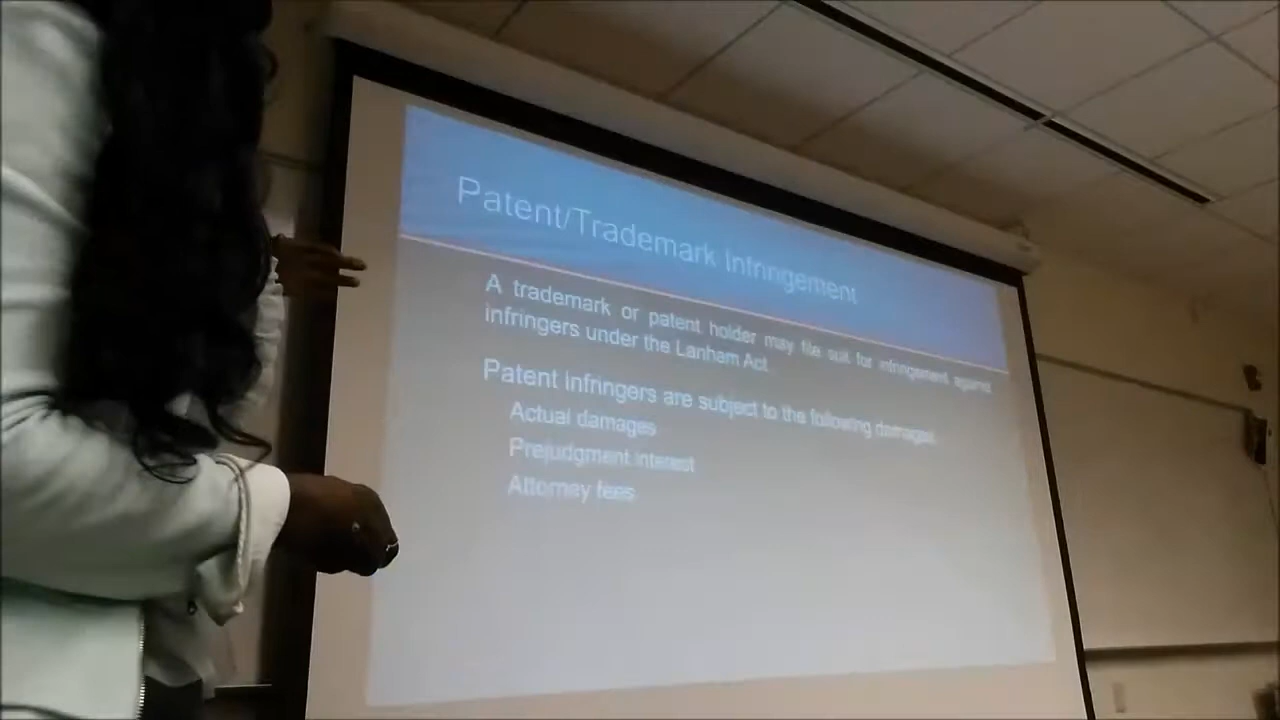 Patent/Trademark Infringement
A trademark or patent holder may file suit for infringement against
infringers under the Lanham Act
Patent infringers are subject to the following damages:
Actual damages
Prejudgment interest
Attorney fees